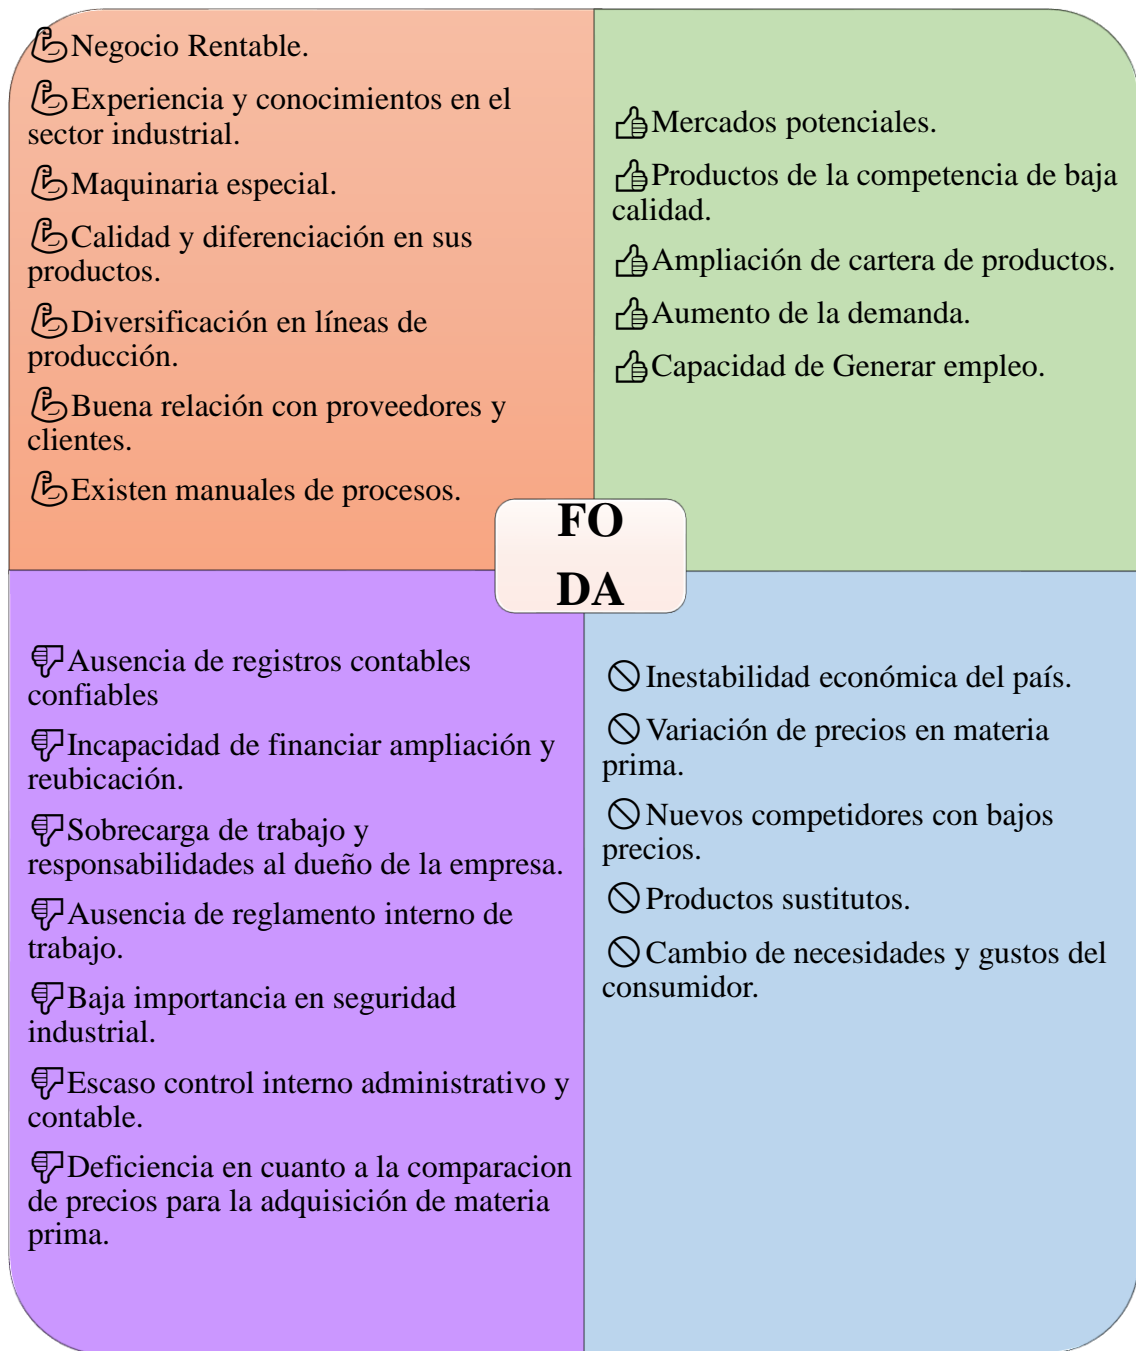 Negocio Rentable.
Experiencia y conocimientos en el
sector industrial.
Maquinaria especial.
Calidad y diferenciación en sus
productos.
Diversificación en líneas de
producción.
Buena relación con proveedores y
clientes.
Existen manuales de procesos.
Mercados potenciales.
Productos de la competencia de baja
calidad.
Ampliación de cartera de productos.
Aumento de la demanda.
Capacidad de Generar empleo.
FO
DA
Ausencia de registros contables
confiables
Incapacidad de financiar ampliación y
reubicación.
Sobrecarga de trabajo y
responsabilidades al dueño de la empresa.
Ausencia de reglamento interno de
trabajo.
Baja importancia en seguridad
industrial.
Escaso control interno administrativo y
contable.
Deficiencia en cuanto a la comparacion
de precios para la adquisición de materia
prima.
Inestabilidad económica del país.
Variación de precios en materia
prima.
Nuevos competidores con bajos
precios.
Productos sustitutos.
Cambio de necesidades y gustos del
consumidor.